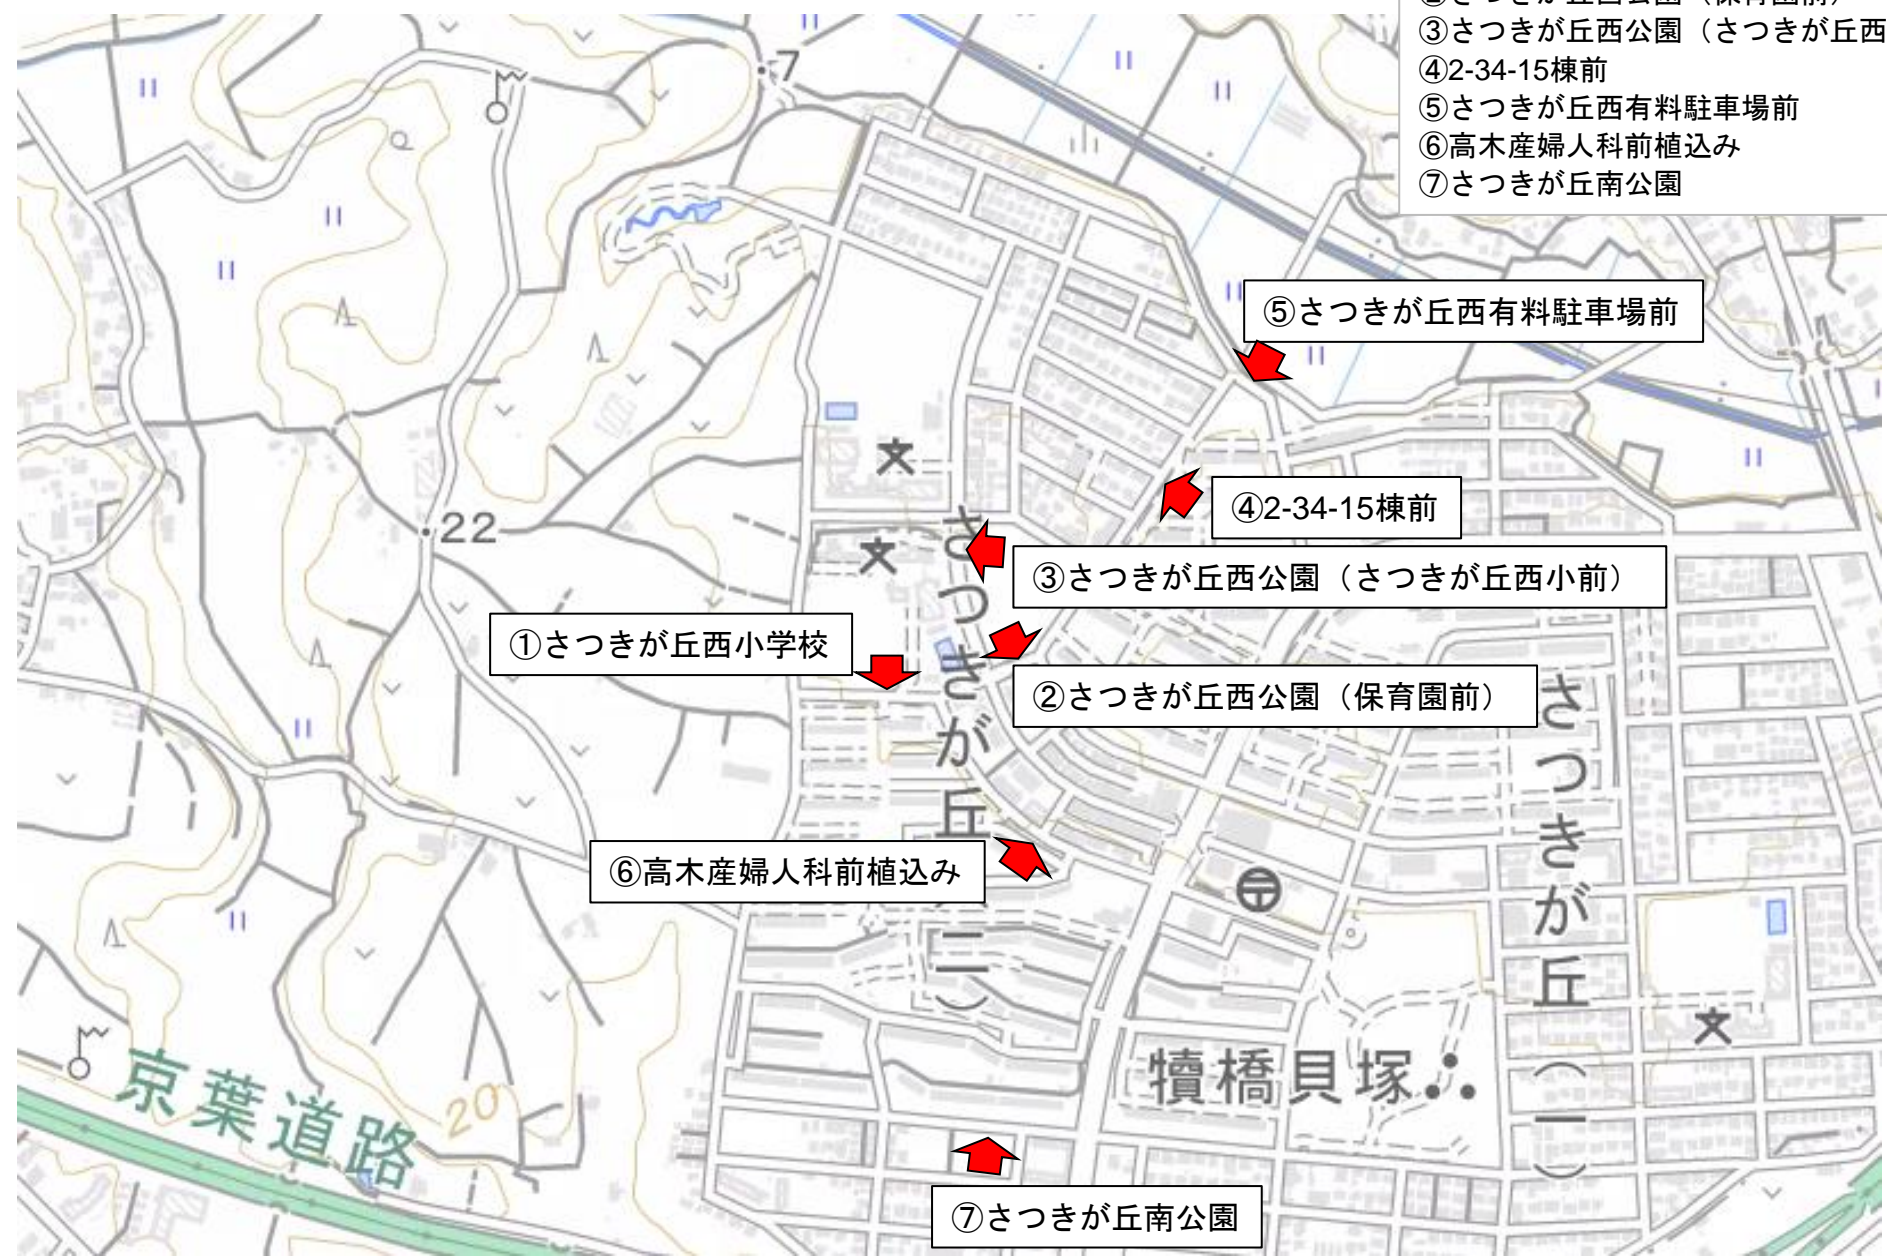 ③さつきが丘西公園（さつきが丘西
④2-34-15棟前
⑤さつきが丘西有料駐車場前
⑥高木産婦人科前植込み
⑦さつきが丘南公園
7
⑤さつきが丘西有料駐車場前
22
④2-34-15棟前
③さつきが丘西公園（さつきが丘西小前）
①さつきが丘西小学校
②さつきが丘西公園（保育園前）
⑥高木産婦人科前植込み
さつきが丘（二）
さつきが丘（一）
犢橋貝塚
京葉道路
20
⑦さつきが丘南公園